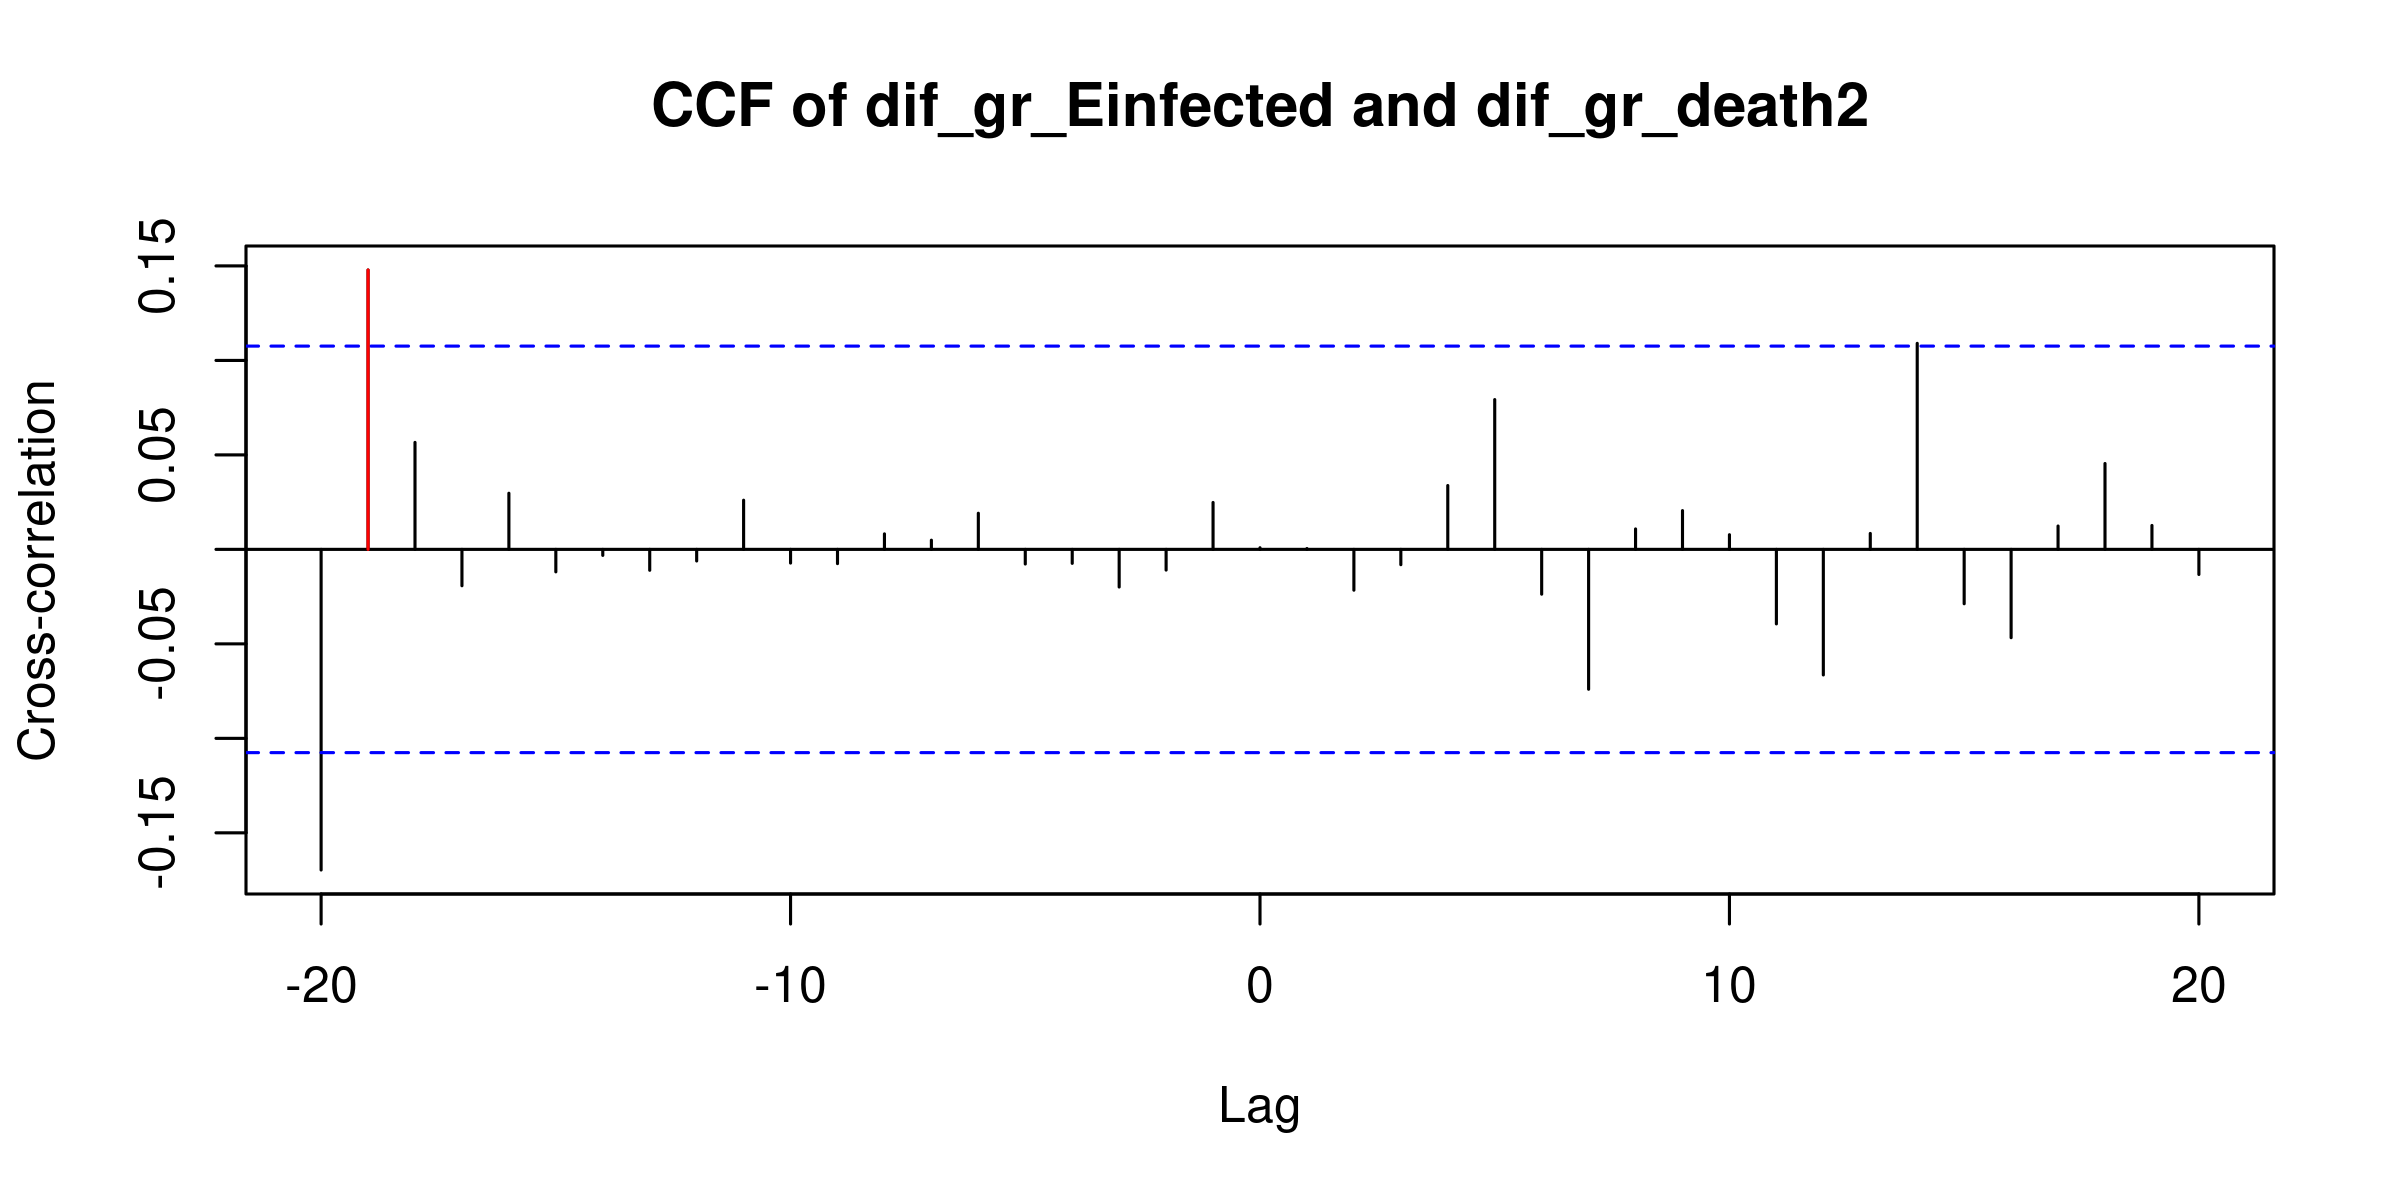 CCF of dif_gr_Einfected and dif_gr_death2
Cross-correlation
0.15
0.05
-0.05
-0.15
-20 -10 0 10 20
Lag